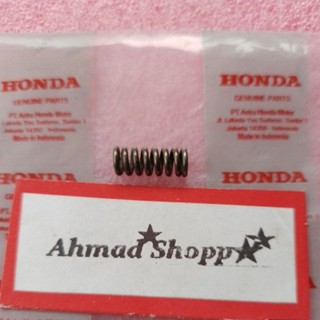 HONDA
GENUINE PARTS
PT Astra Honda Motor
Jakarta 14350 - Indonesia
Made in Indonesia
HONDA
GENUINE PARTS
PT Astra Honda Motor
Jakarta 14350 - Indonesia
Made in Indonesia
HONDA
HONDA
Ahmad Shopp